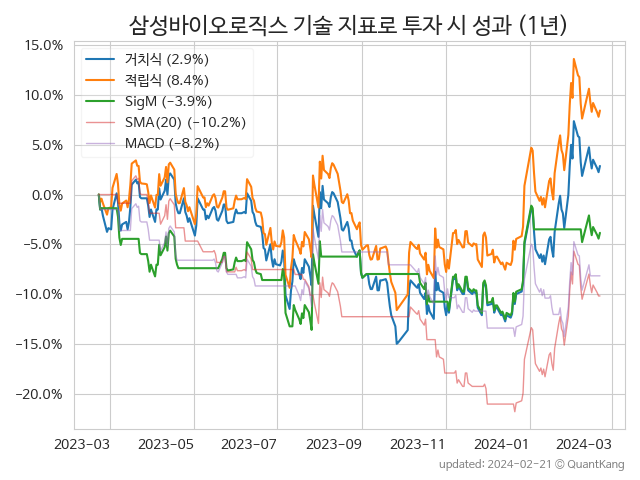 삼성바이오로직스 기술 지표로 투자 시 성과 (1년)
15.0%
10.0%
5.0%
0.0%
−5.0%
−10.0%
−15.0%
−20.0%
거치식 (2.9%)
적립식 (8.4%)
SigM (−3.9%)
SMA(20) (−10.2%)
MACD (−8.2%)
2023-03 2023-05 2023-07 2023-09 2023-11 2024-01 2024-03
updated: 2024-02-21 © QuantKang